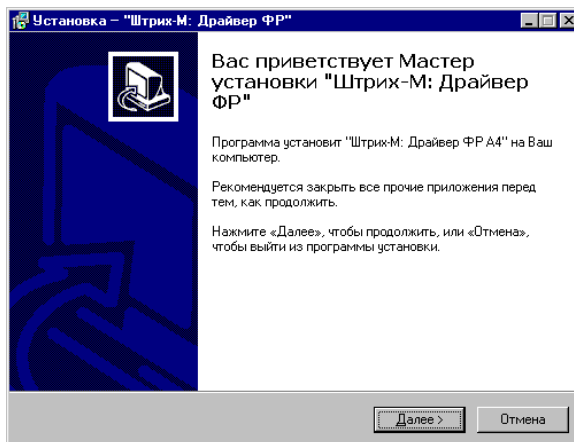 Установка – "Штрих-М: Драйвер ФР"
Вас приветствует Мастер
установки "Штрих-М: Драйвер
ФР"
Программа установит "Штрих-М: Драйвер ФР А4" на Ваш
компьютер.
Рекомендуется закрыть все прочие приложения перед
тем, как продолжить.
Нажмите «Далее», чтобы продолжить, или «Отмена»,
чтобы выйти из программы установки.
Далее >
Отмена